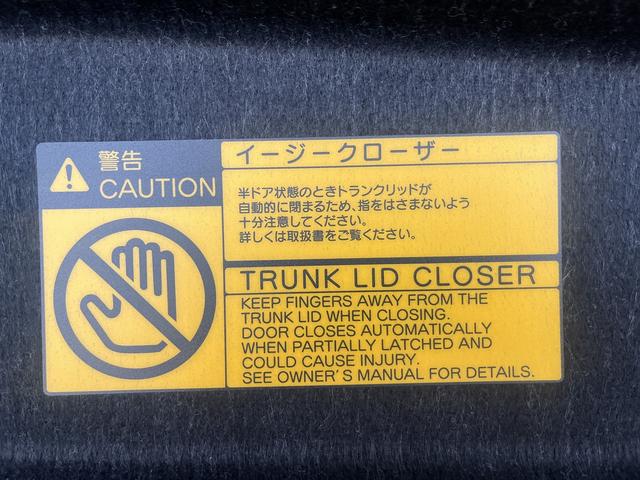 警告
CAUTION
イージークローザー
半ドア状態のときトランクリッドが
自動的に閉まるため、指をはさまないよう
十分注意してください。
詳しくは取扱書をご覧ください。
TRUNK LID CLOSER
KEEP FINGERS AWAY FROM THE
TRUNK LID WHEN CLOSING.
DOOR CLOSES AUTOMATICALLY
WHEN PARTIALLY LATCHED AND
COULD CAUSE INJURY.
SEE OWNER'S MANUAL FOR DETAILS.